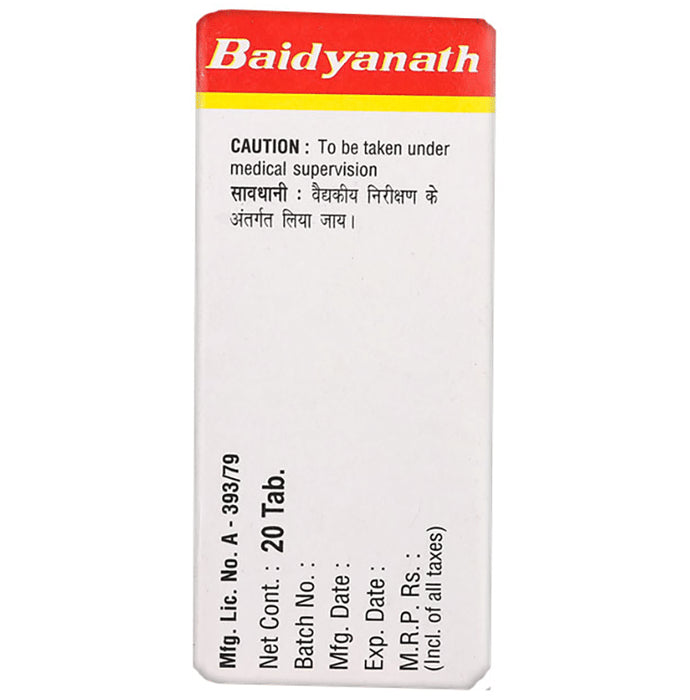 Baidyanath
CAUTION : To be taken under
medical supervision
सावधानी : वैद्यकीय निरीक्षण के
अंतर्गत लिया जाय।
Mfg. Lic. No. A - 393/79
Net Cont. : 20 Tab.
Batch No. :
Mfg. Date :
Exp. Date :
M.R.P. Rs. :
(Incl. of all taxes)